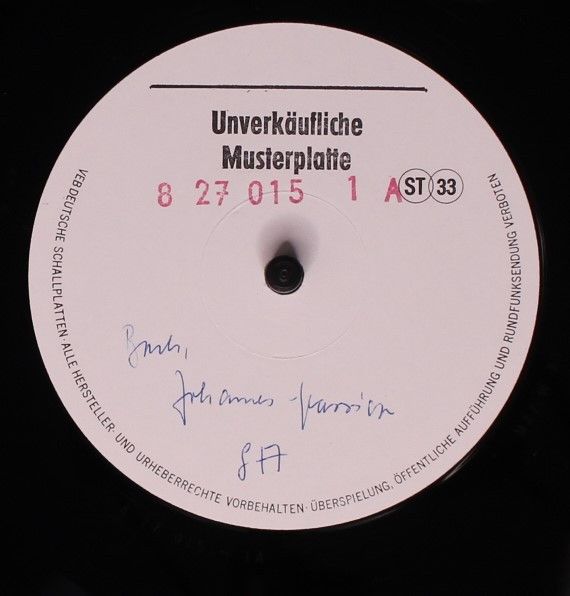 Unverkäufliche
Musterplatte
8 27 015 1 A ST 33
Bach,
Johannes-passion
VEB DEUTSCHE SCHALLPLATTEN · ALLE HERSTELLER- UND URHEBERRECHTE VORBEHALTEN · ÜBERSPIELUNG, ÖFFENTLICHE AUFFÜHRUNG UND RUNDFUNKSENDUNG VERBOTEN